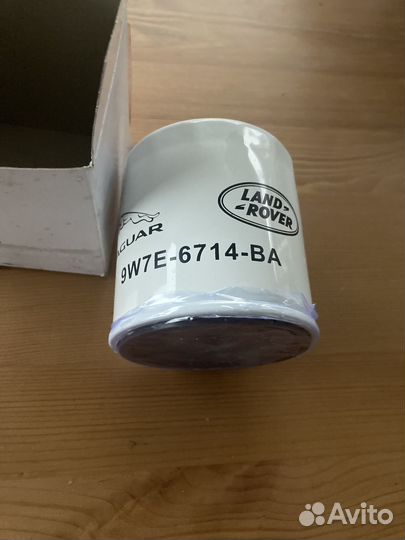 LAND-
ROVER
JAGUAR
9W7E-6714-BA
Avito